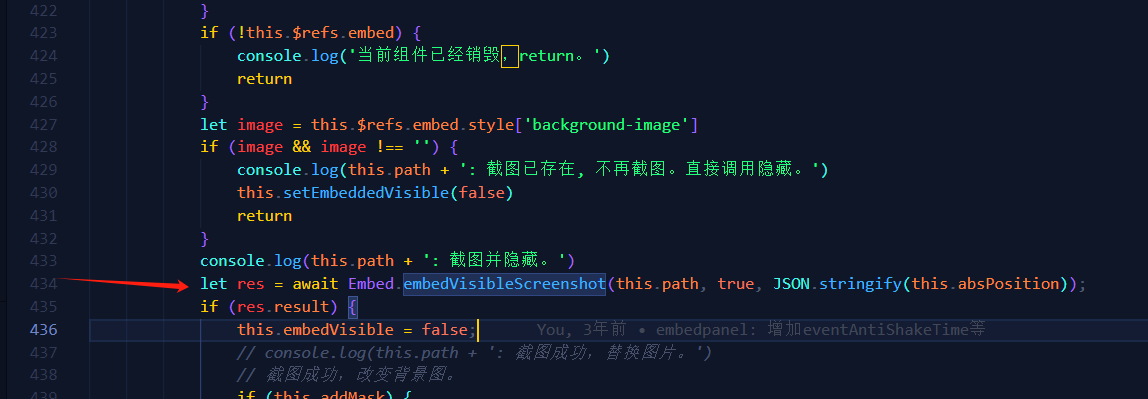 422 }
423 if (!this.$refs.embed) {
424 console.log('当前组件已经销毁，return。')
425 return
426 }
427 let image = this.$refs.embed.style['background-image']
428 if (image && image !== '') {
429 console.log(this.path + ': 截图已存在, 不再截图。直接调用隐藏。')
430 this.setEmbeddedVisible(false)
431 return
432 }
433 console.log(this.path + ': 截图并隐藏。')
434 let res = await Embed.embedVisibleScreenshot(this.path, true, JSON.stringify(this.absPosition));
435 if (res.result) {
436 this.embedVisible = false; You, 3年前 • embedpanel: 增加eventAntiShakeTime等
437 // console.log(this.path + ': 截图成功, 替换图片。')
438 // 截图成功，改变背景图。
439 if (this.addMask) {